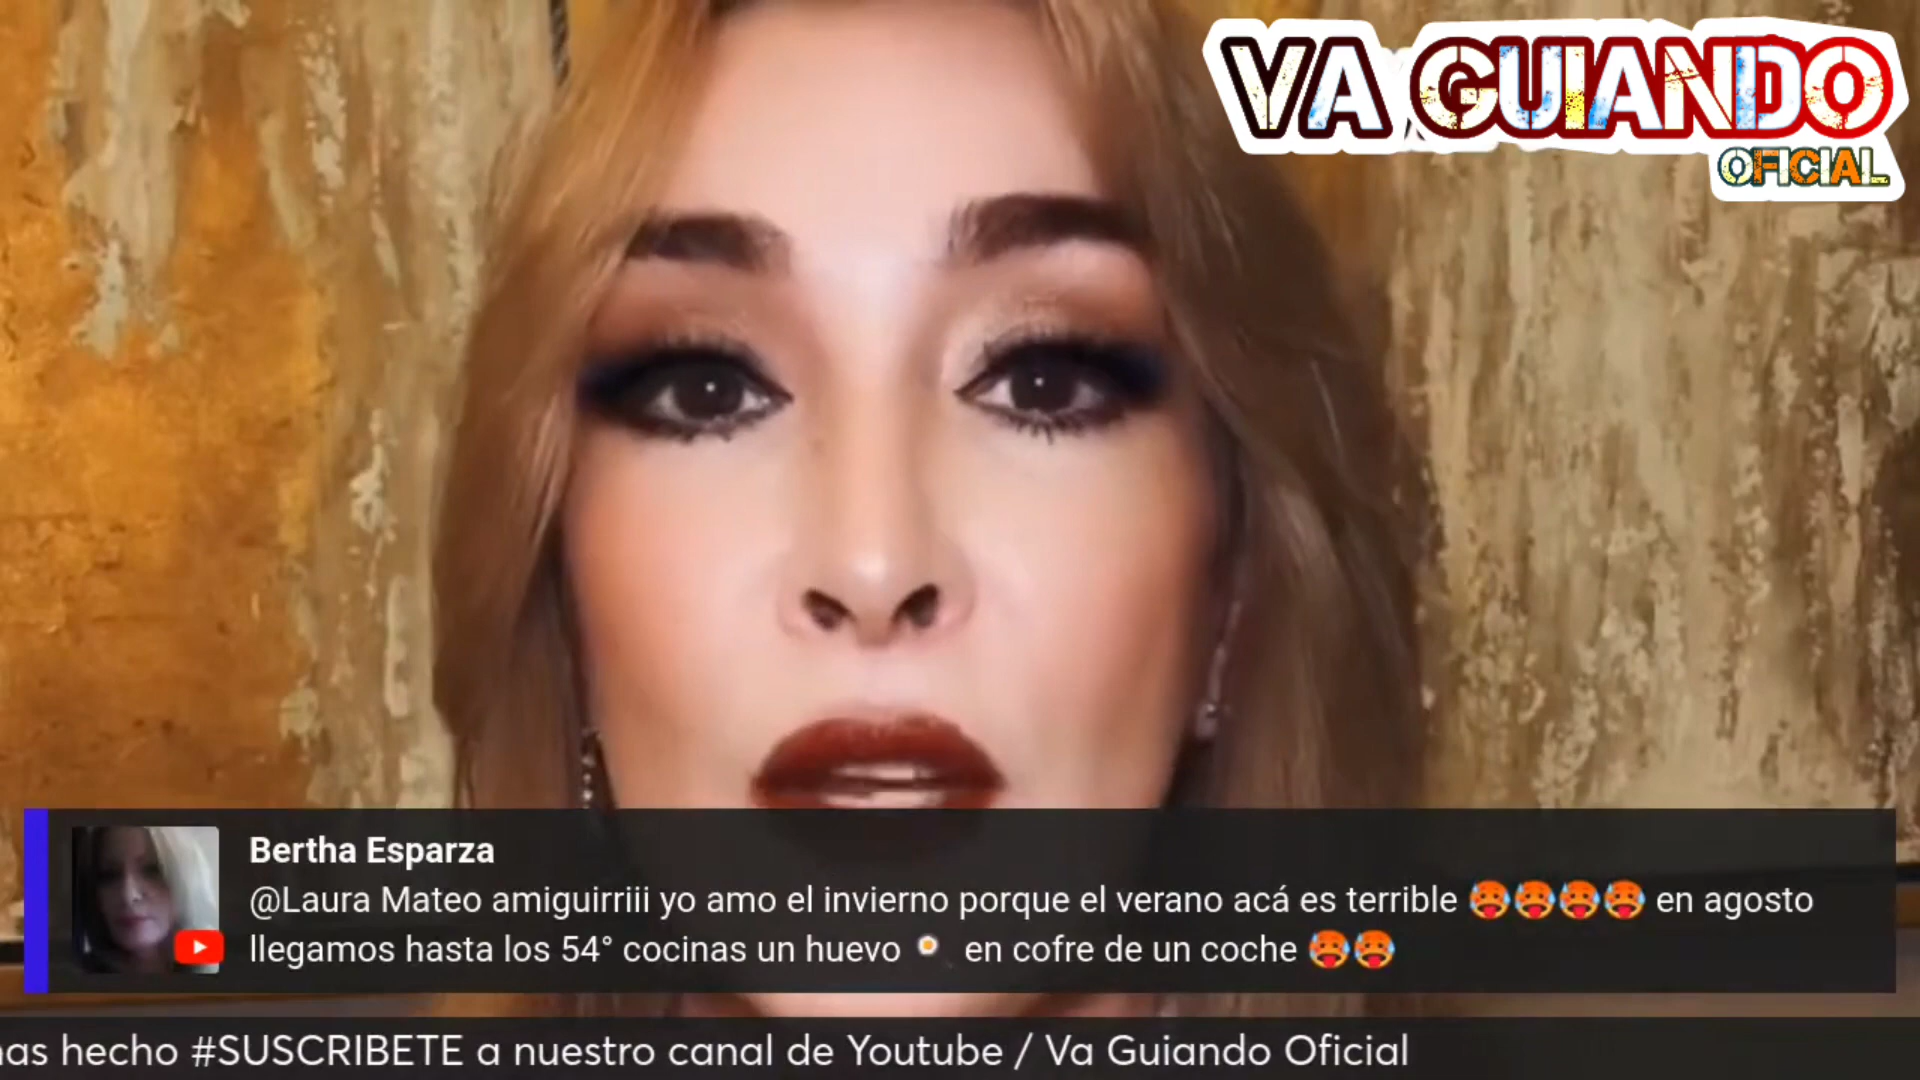 VA GUIANDO
OFICIAL
Bertha Esparza
@Laura Mateo amiguirriii yo amo el invierno porque el verano acá es terrible 🥵🥵🥵🥵 en agosto
llegamos hasta los 54° cocinas un huevo 🍳 en cofre de un coche 🥵🥵
has hecho #SUSCRIBETE a nuestro canal de Youtube / Va Guiando Oficial